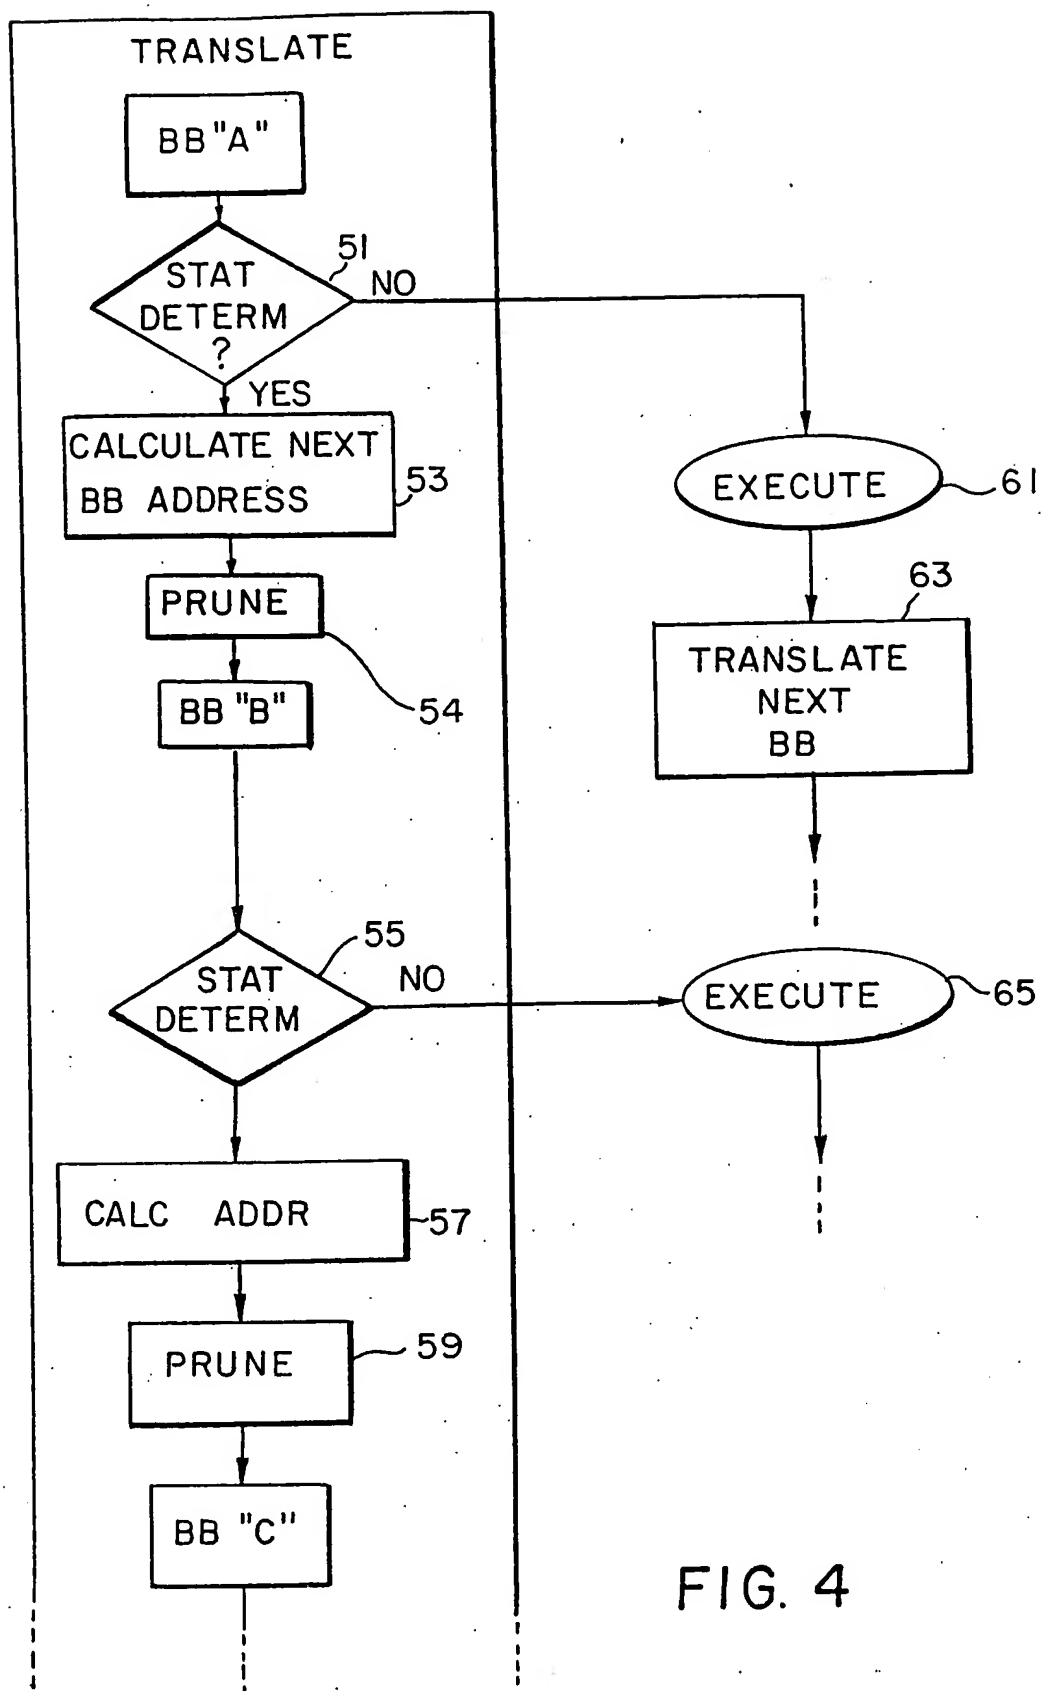 TRANSLATE
BB "A"
51
STAT
DETERM
?
NO
YES
CALCULATE NEXT
BB ADDRESS
53
PRUNE
54
BB "B"
55
STAT
DETERM
NO
CALC ADDR
57
PRUNE
59
BB "C"
EXECUTE
61
63
TRANSLATE
NEXT
BB
EXECUTE
65
FIG. 4